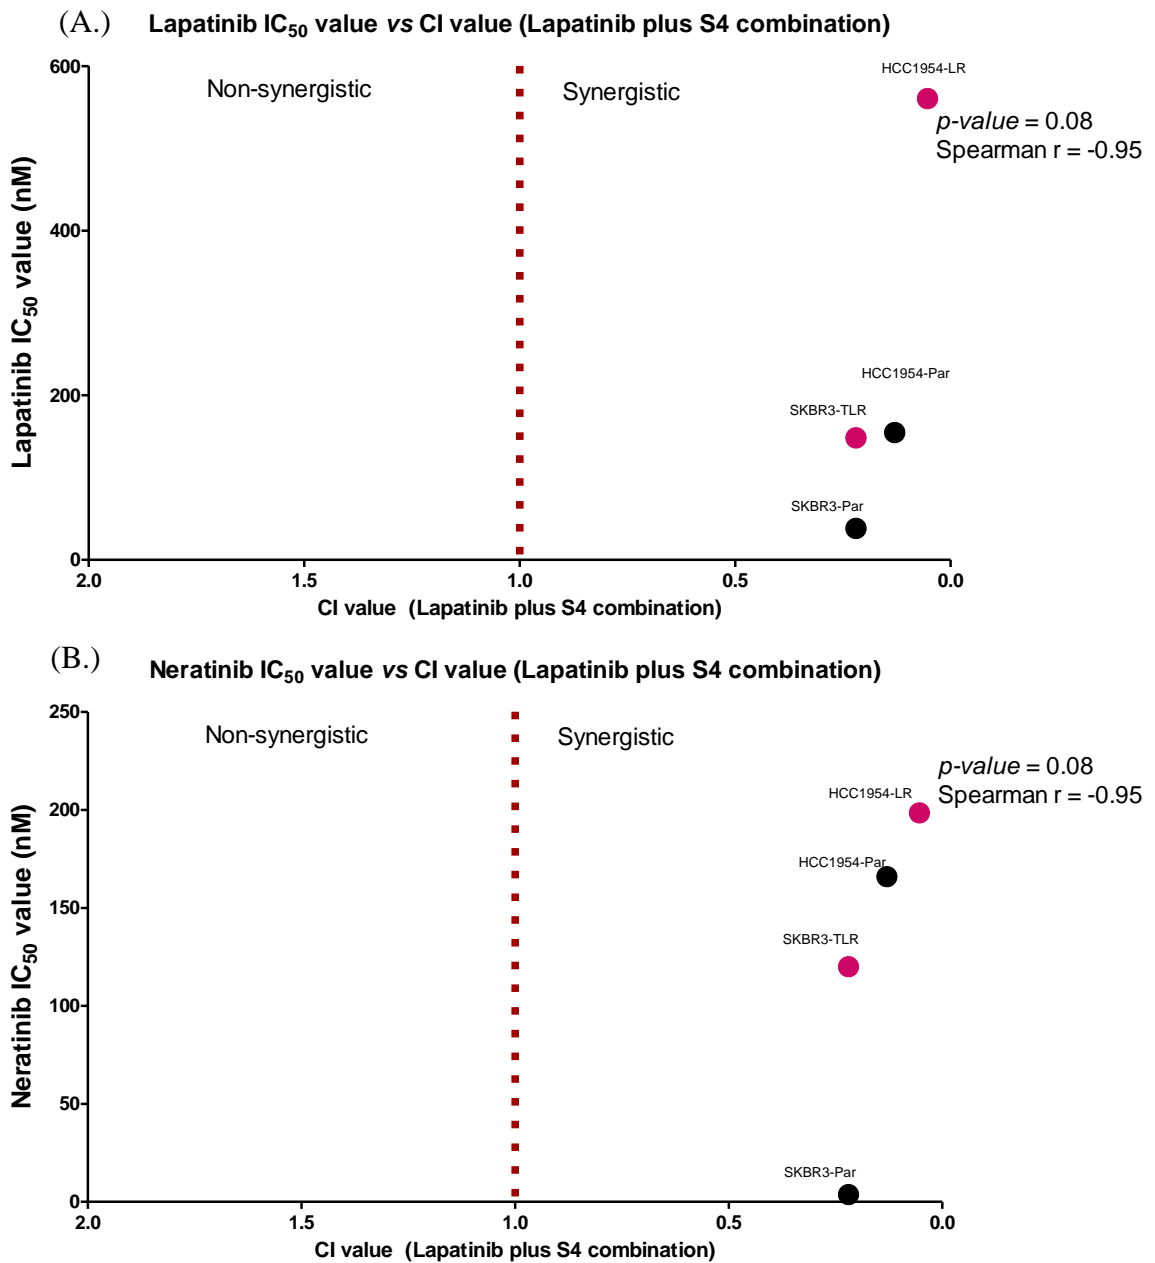 (A.) Lapatinib IC50 value vs CI value (Lapatinib plus S4 combination)
600
Non-synergistic
Synergistic
HCC1954-LR
p-value = 0.08
Spearman r = -0.95
400
Lapatinib IC50 value (nM)
HCC1954-Par
200
SKBR3-TLR
SKBR3-Par
0
2.0 1.5 1.0 0.5 0.0
CI value (Lapatinib plus S4 combination)
(B.) Neratinib IC50 value vs CI value (Lapatinib plus S4 combination)
250
Non-synergistic
Synergistic
p-value = 0.08
HCC1954-LR
Spearman r = -0.95
200
HCC1954-Par
150
Neratinib IC50 value (nM)
SKBR3-TLR
100
50
SKBR3-Par
0
2.0 1.5 1.0 0.5 0.0
CI value (Lapatinib plus S4 combination)